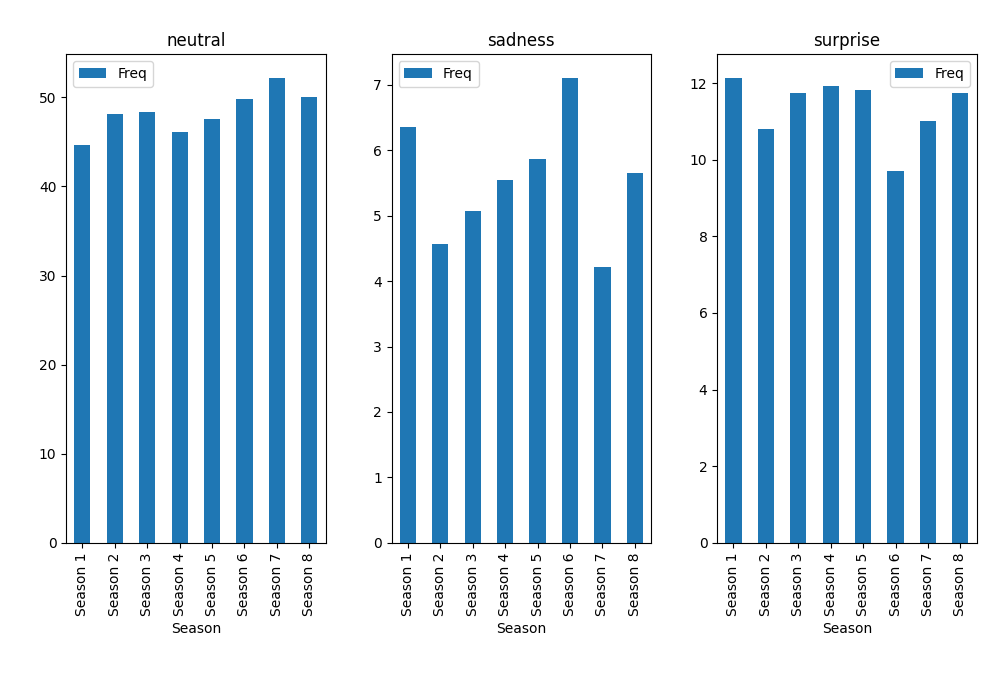 neutral
Freq
50
40
30
20
10
0
Season 1
Season 2
Season 3
Season 4
Season 5
Season 6
Season 7
Season 8
Season
sadness
Freq
7
6
5
4
3
2
1
0
Season 1
Season 2
Season 3
Season 4
Season 5
Season 6
Season 7
Season 8
Season
surprise
Freq
12
10
8
6
4
2
0
Season 1
Season 2
Season 3
Season 4
Season 5
Season 6
Season 7
Season 8
Season